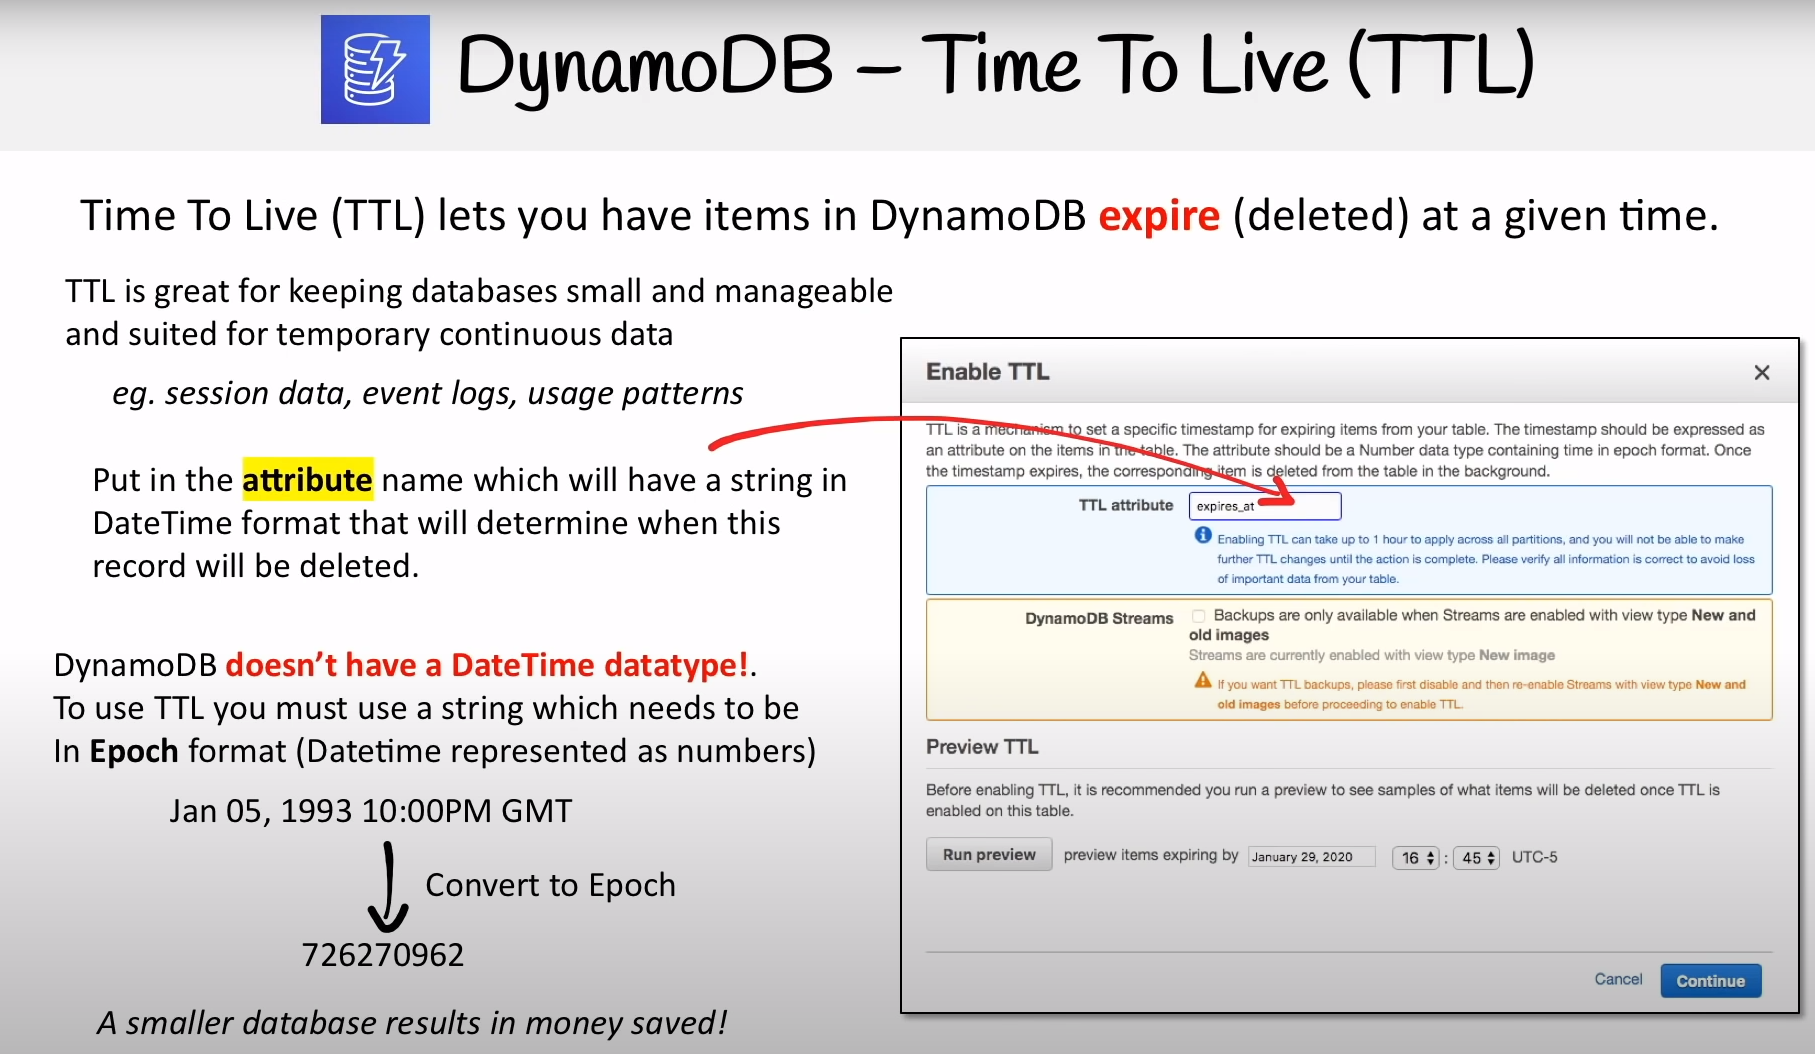 DynamoDB – Time To Live (TTL)
Time To Live (TTL) lets you have items in DynamoDB expire (deleted) at a given time.
TTL is great for keeping databases small and manageable
and suited for temporary continuous data
eg. session data, event logs, usage patterns
Put in the attribute name which will have a string in
DateTime format that will determine when this
record will be deleted.
DynamoDB doesn't have a DateTime datatype!.
To use TTL you must use a string which needs to be
In Epoch format (Datetime represented as numbers)
Jan 05, 1993 10:00PM GMT
Convert to Epoch
726270962
A smaller database results in money saved!
Enable TTL
TTL is a mechanism to set a specific timestamp for expiring items from your table. The timestamp should be expressed as
an attribute on the items in the table. The attribute should be a Number data type containing time in epoch format. Once
the timestamp expires, the corresponding item is deleted from the table in the background.
TTL attribute expires_at
Enabling TTL can take up to 1 hour to apply across all partitions, and you will not be able to make
further TTL changes until the action is complete. Please verify all information is correct to avoid loss
of important data from your table.
DynamoDB Streams Backups are only available when Streams are enabled with view type New and
old images
Streams are currently enabled with view type New image
If you want TTL backups, please first disable and then re-enable Streams with view type New and
old images before proceeding to enable TTL.
Preview TTL
Before enabling TTL, it is recommended you run a preview to see samples of what items will be deleted once TTL is
enabled on this table.
Run preview preview items expiring by January 29, 2020 16 : 45 UTC-5
Cancel Continue